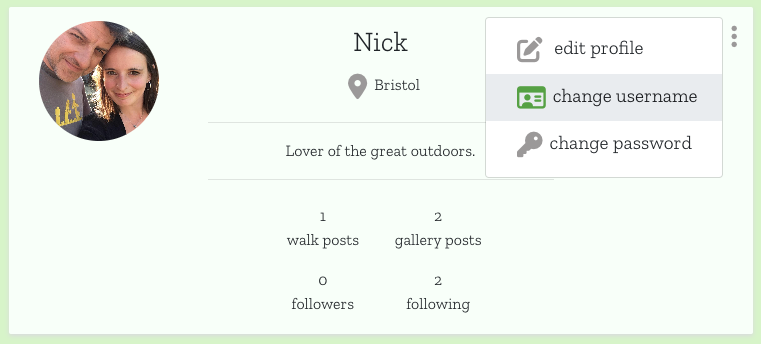 Nick
Bristol
Lover of the great outdoors.
1
walk posts
2
gallery posts
0
followers
2
following
edit profile
change username
change password